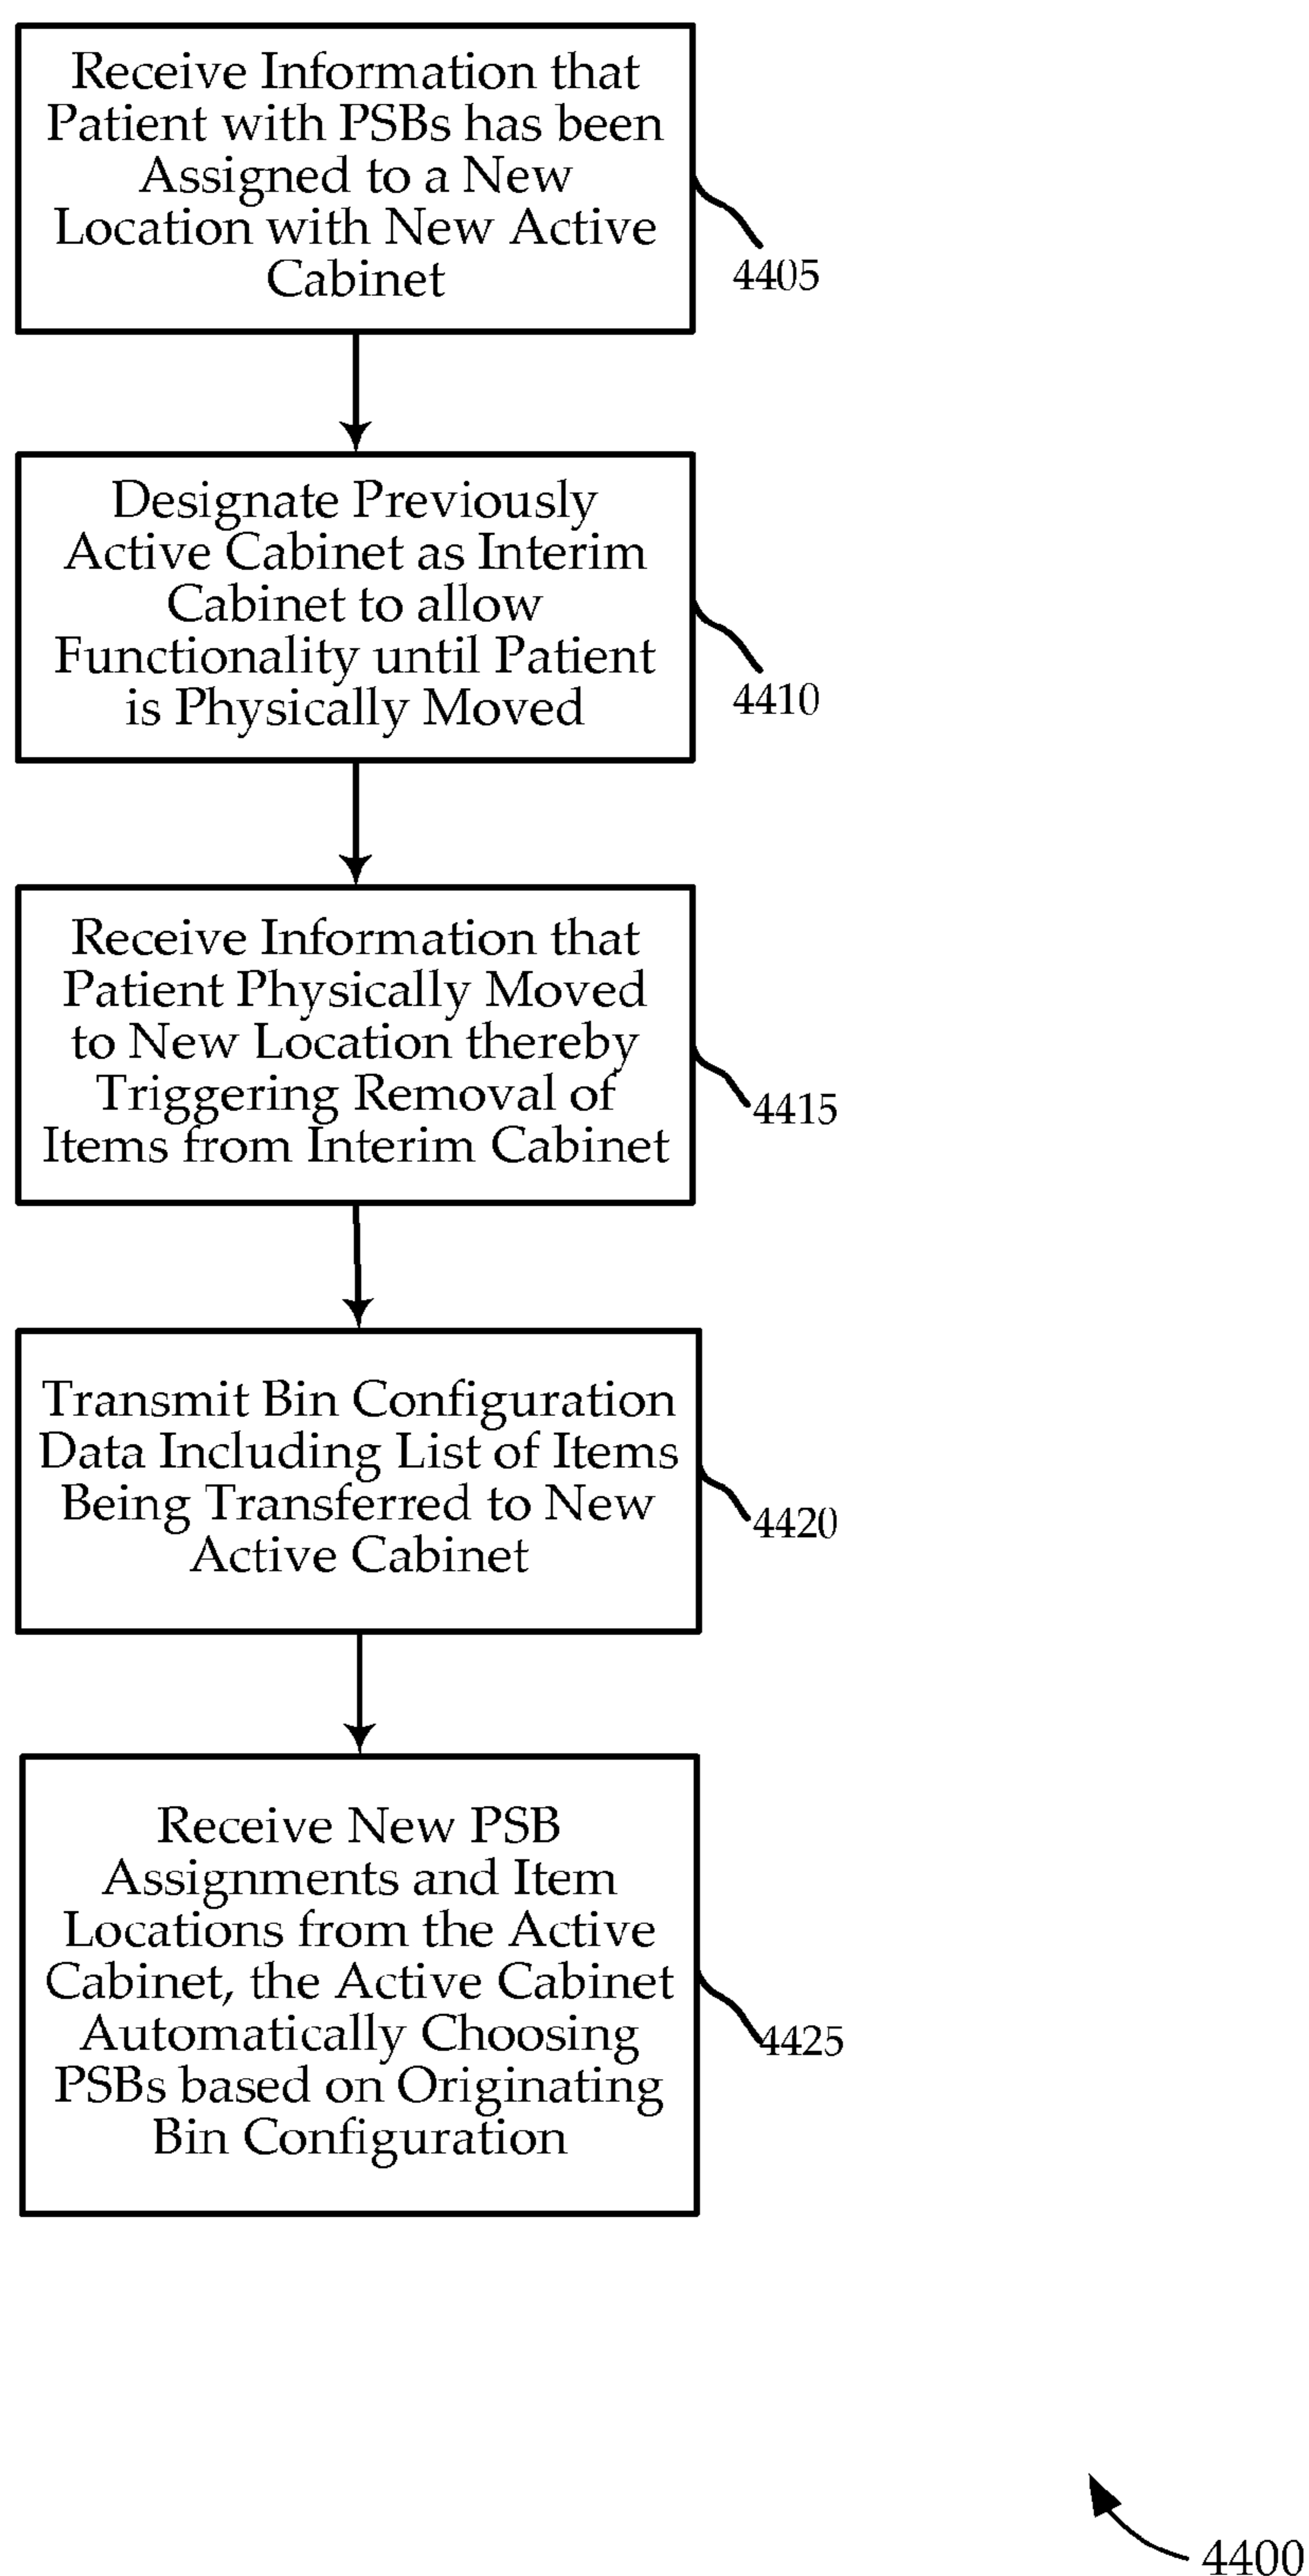 Receive Information that
Patient with PSBs has been
Assigned to a New
Location with New Active
Cabinet
4405
Designate Previously
Active Cabinet as Interim
Cabinet to allow
Functionality until Patient
is Physically Moved
4410
Receive Information that
Patient Physically Moved
to New Location thereby
Triggering Removal of
Items from Interim Cabinet
4415
Transmit Bin Configuration
Data Including List of Items
Being Transferred to New
Active Cabinet
4420
Receive New PSB
Assignments and Item
Locations from the Active
Cabinet, the Active Cabinet
Automatically Choosing
PSBs based on Originating
Bin Configuration
4425
4400